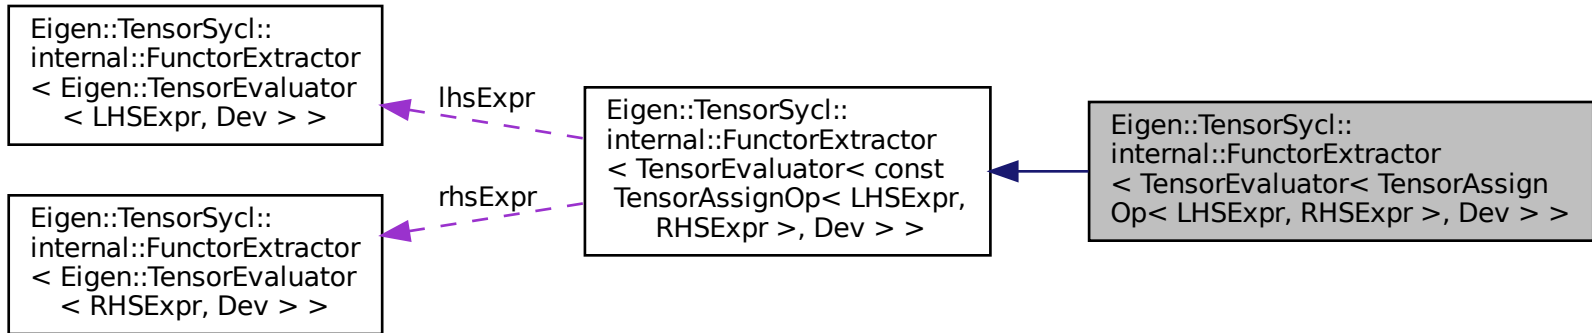 Eigen::TensorSycl::
internal::FunctorExtractor
< Eigen::TensorEvaluator
< LHSExpr, Dev > >
lhsExpr
Eigen::TensorSycl::
internal::FunctorExtractor
< Eigen::TensorEvaluator
< RHSExpr, Dev > >
rhsExpr
Eigen::TensorSycl::
internal::FunctorExtractor
< TensorEvaluator< const
TensorAssignOp< LHSExpr,
RHSExpr >, Dev > >
Eigen::TensorSycl::
internal::FunctorExtractor
< TensorEvaluator< TensorAssign
Op< LHSExpr, RHSExpr >, Dev > >